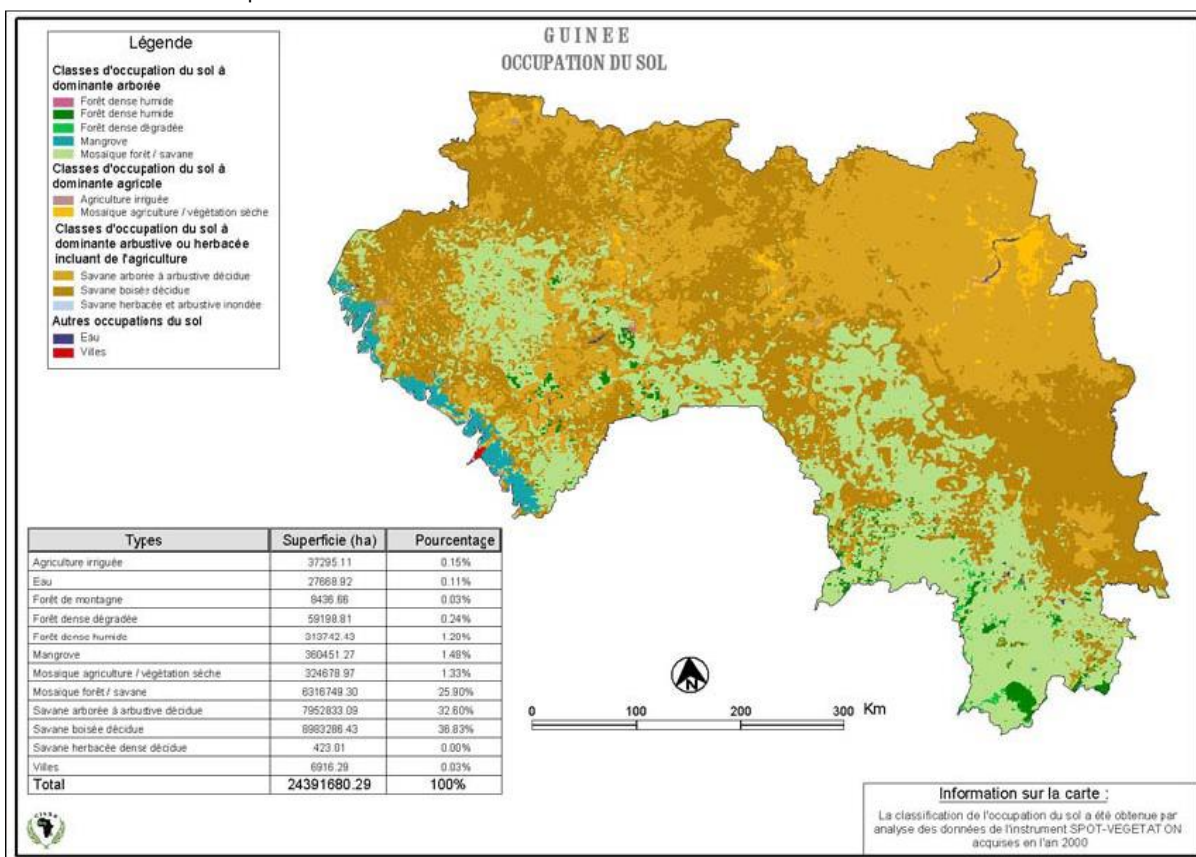 GUINEE
OCCUPATION DU SOL
Légende
Classes d'occupation du sol à
dominante arborée
Forêt dense humide
Forêt dense humide
Forêt dense dégradée
Mangrove
Mosaïque forêt / savane
Classes d'occupation du sol à
dominante agricole
Agriculture irriguée
Mosaïque agriculture / végétation sèche
Classes d'occupation du sol à
dominante arbustive ou herbacée
incluant de l'agriculture
Savane arborée à arbustive décidue
Savane boisée décidue
Savane herbacée et arbustive inondée
Autres occupations du sol
Eau
Villes
Types Superficie (ha) Pourcentage
Agriculture irriguée 37295.11 0.15%
Eau 27668.92 0.11%
Forêt de montagne 8436.66 0.03%
Forêt dense dégradée 59198.81 0.24%
Forêt dense humide 313742.43 1.20%
Mangrove 360451.27 1.48%
Mosaïque agriculture / végétation sèche 324678.97 1.33%
Mosaïque forêt / savane 6316749.30 25.90%
Savane arborée à arbustive décidue 7952833.09 32.60%
Savane boisée décidue 8983286.43 36.83%
Savane herbacée dense décidue 423.01 0.00%
Villes 6916.29 0.03%
Total 24391680.29 100%
N
0 100 200 300 Km
Information sur la carte :
La classification de l'occupation du sol a été obtenue par
analyse des données de l'instrument SPOT-VEGETAT ON
acquises en l'an 2000